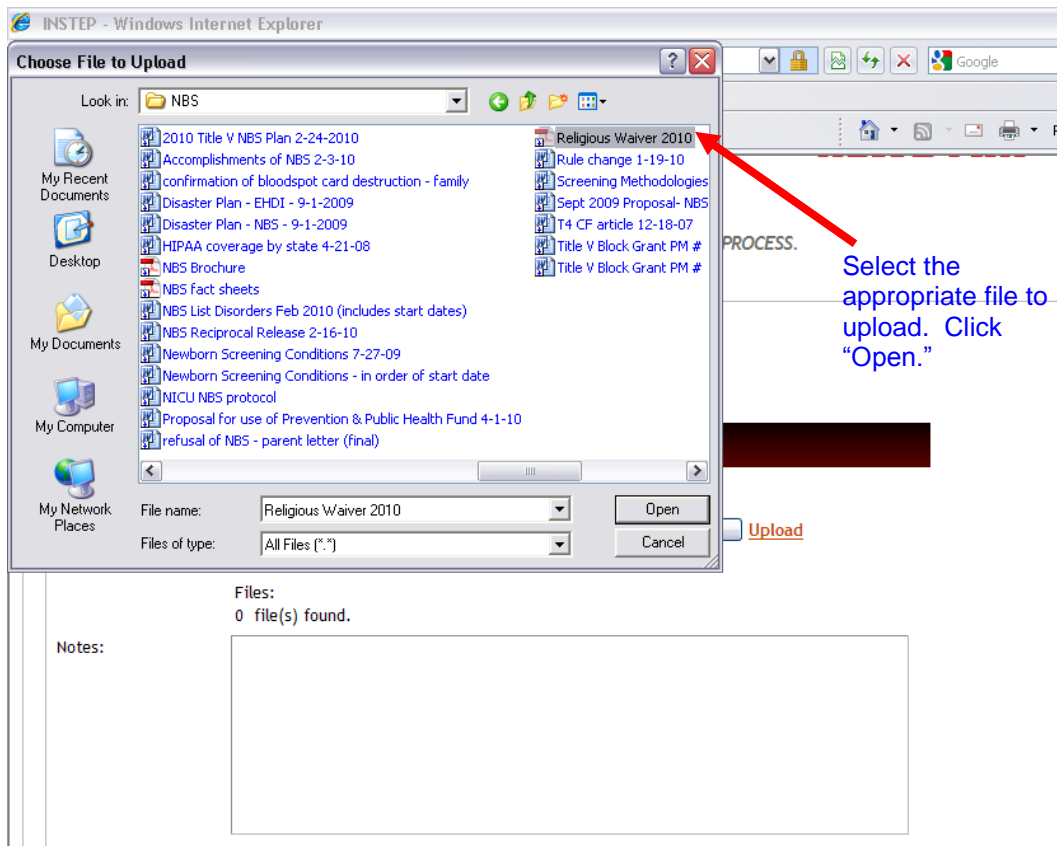 INSTEP - Windows Internet Explorer
Choose File to Upload
Google
Look in: NBS
My Recent
Documents
Desktop
My Documents
My Computer
My Network
Places
2010 Title V NBS Plan 2-24-2010
Accomplishments of NBS 2-3-10
confirmation of bloodspot card destruction - family
Disaster Plan - EHDI - 9-1-2009
Disaster Plan - NBS - 9-1-2009
HIPAA coverage by state 4-21-08
NBS Brochure
NBS fact sheets
NBS List Disorders Feb 2010 (includes start dates)
NBS Reciprocal Release 2-16-10
Newborn Screening Conditions 7-27-09
Newborn Screening Conditions - in order of start date
NICU NBS protocol
Proposal for use of Prevention & Public Health Fund 4-1-10
refusal of NBS - parent letter (final)
Religious Waiver 2010
Rule change 1-19-10
Screening Methodologies
Sept 2009 Proposal- NBS
T4 CF article 12-18-07
Title V Block Grant PM #
Title V Block Grant PM #
PROCESS.
Select the
appropriate file to
upload. Click
“Open.”
File name: Religious Waiver 2010 Open
Files of type: All Files (*.*) Cancel
Upload
Files:
0 file(s) found.
Notes: